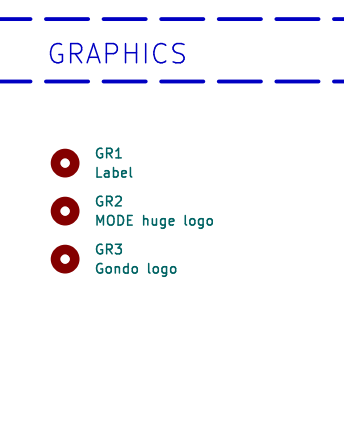 GRAPHICS
GR1
Label
GR2
MODE huge logo
GR3
Gondo logo